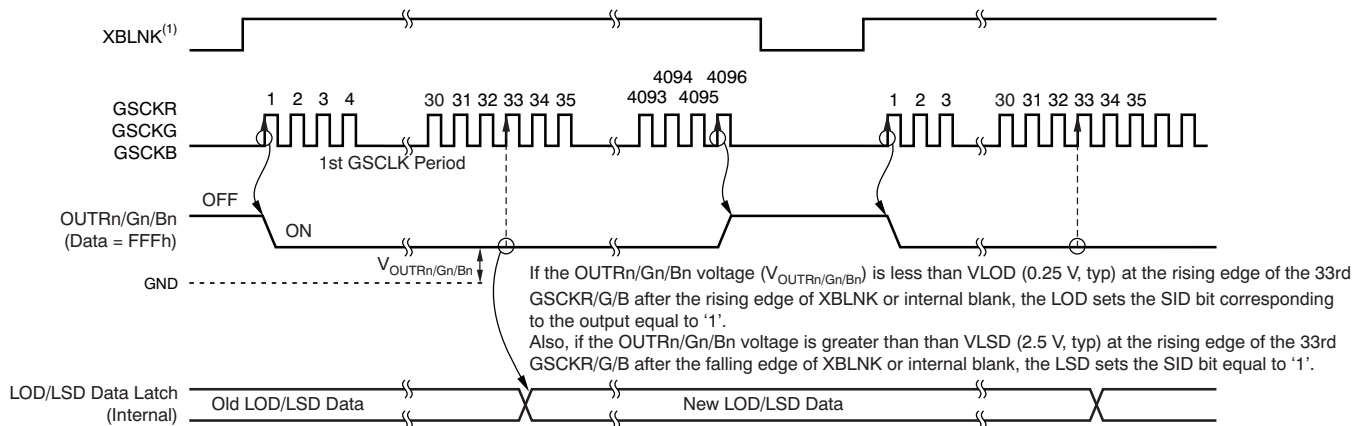 XBLNK(1)
4094 4096
1 2 3 4 30 31 32 33 34 35 4093 4095 1 2 3 30 31 32 33 34 35
GSCKR
GSCKG
GSCKB
1st GSCLK Period
OFF
OUTRn/Gn/Bn
(Data = FFFh)
ON
VOUTRn/Gn/Bn
GND
If the OUTRn/Gn/Bn voltage (VOUTRn/Gn/Bn) is less than VLOD (0.25 V, typ) at the rising edge of the 33rd
GSCKR/G/B after the rising edge of XBLNK or internal blank, the LOD sets the SID bit corresponding
to the output equal to ‘1’.
Also, if the OUTRn/Gn/Bn voltage is greater than than VLSD (2.5 V, typ) at the rising edge of the 33rd
GSCKR/G/B after the falling edge of XBLNK or internal blank, the LSD sets the SID bit equal to ‘1’.
LOD/LSD Data Latch
(Internal)
Old LOD/LSD Data New LOD/LSD Data